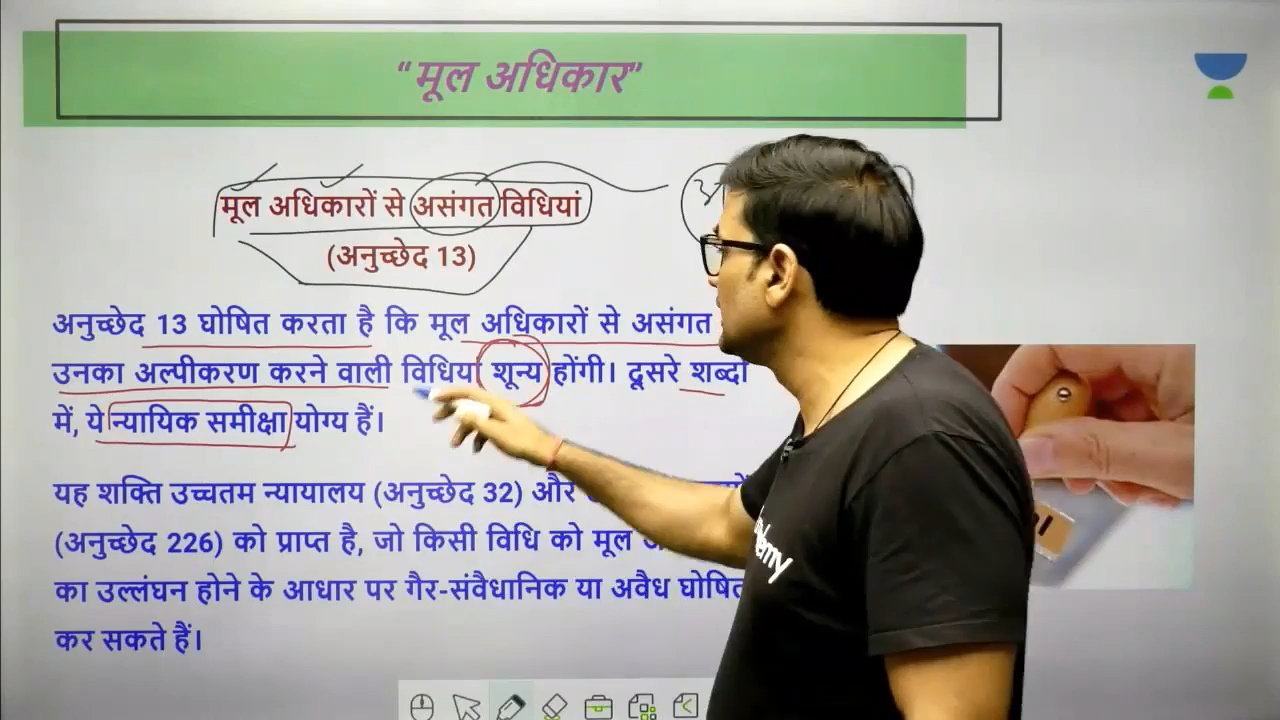 “मूल अधिकार”
मूल अधिकारों से असंगत विधियां
(अनुच्छेद 13)
अनुच्छेद 13 घोषित करता है कि मूल अधिकारों से असंगत
उनका अल्पीकरण करने वाली विधियां शून्य होंगी। दूसरे शब्दों
में, ये न्यायिक समीक्षा योग्य हैं।
यह शक्ति उच्चतम न्यायालय (अनुच्छेद 32) और
(अनुच्छेद 226) को प्राप्त है, जो किसी विधि को मूल
का उल्लंघन होने के आधार पर गैर-संवैधानिक या अवैध घोषित
कर सकते हैं।